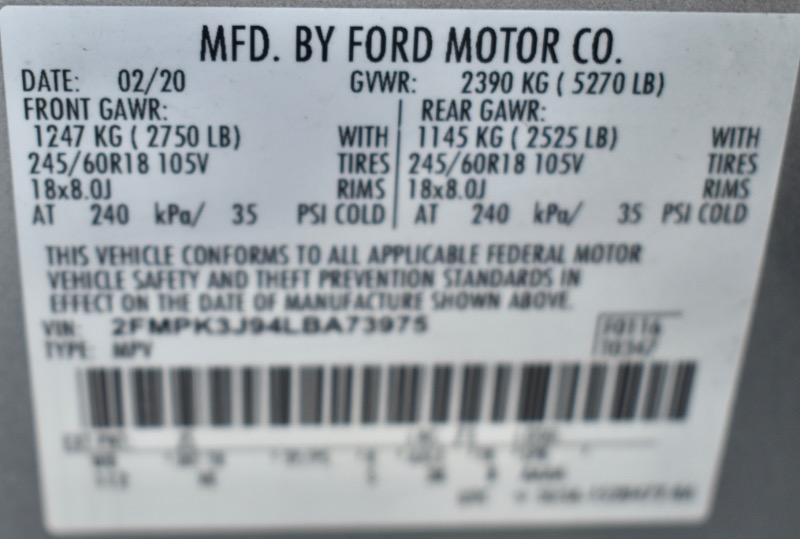 MFD. BY FORD MOTOR CO.
DATE: 02/20 GVWR: 2390 KG ( 5270 LB)
FRONT GAWR: REAR GAWR:
1247 KG ( 2750 LB) WITH 1145 KG ( 2525 LB) WITH
245/60R18 105V TIRES 245/60R18 105V TIRES
18x8.0J RIMS 18x8.0J RIMS
AT 240 kPa/ 35 PSI COLD AT 240 kPa/ 35 PSI COLD
THIS VEHICLE CONFORMS TO ALL APPLICABLE FEDERAL MOTOR
VEHICLE SAFETY AND THEFT PREVENTION STANDARDS IN
EFFECT ON THE DATE OF MANUFACTURE SHOWN ABOVE.
VIN: 2FMPK3J94LBA73975 F0116
TYPE: MPV T0347